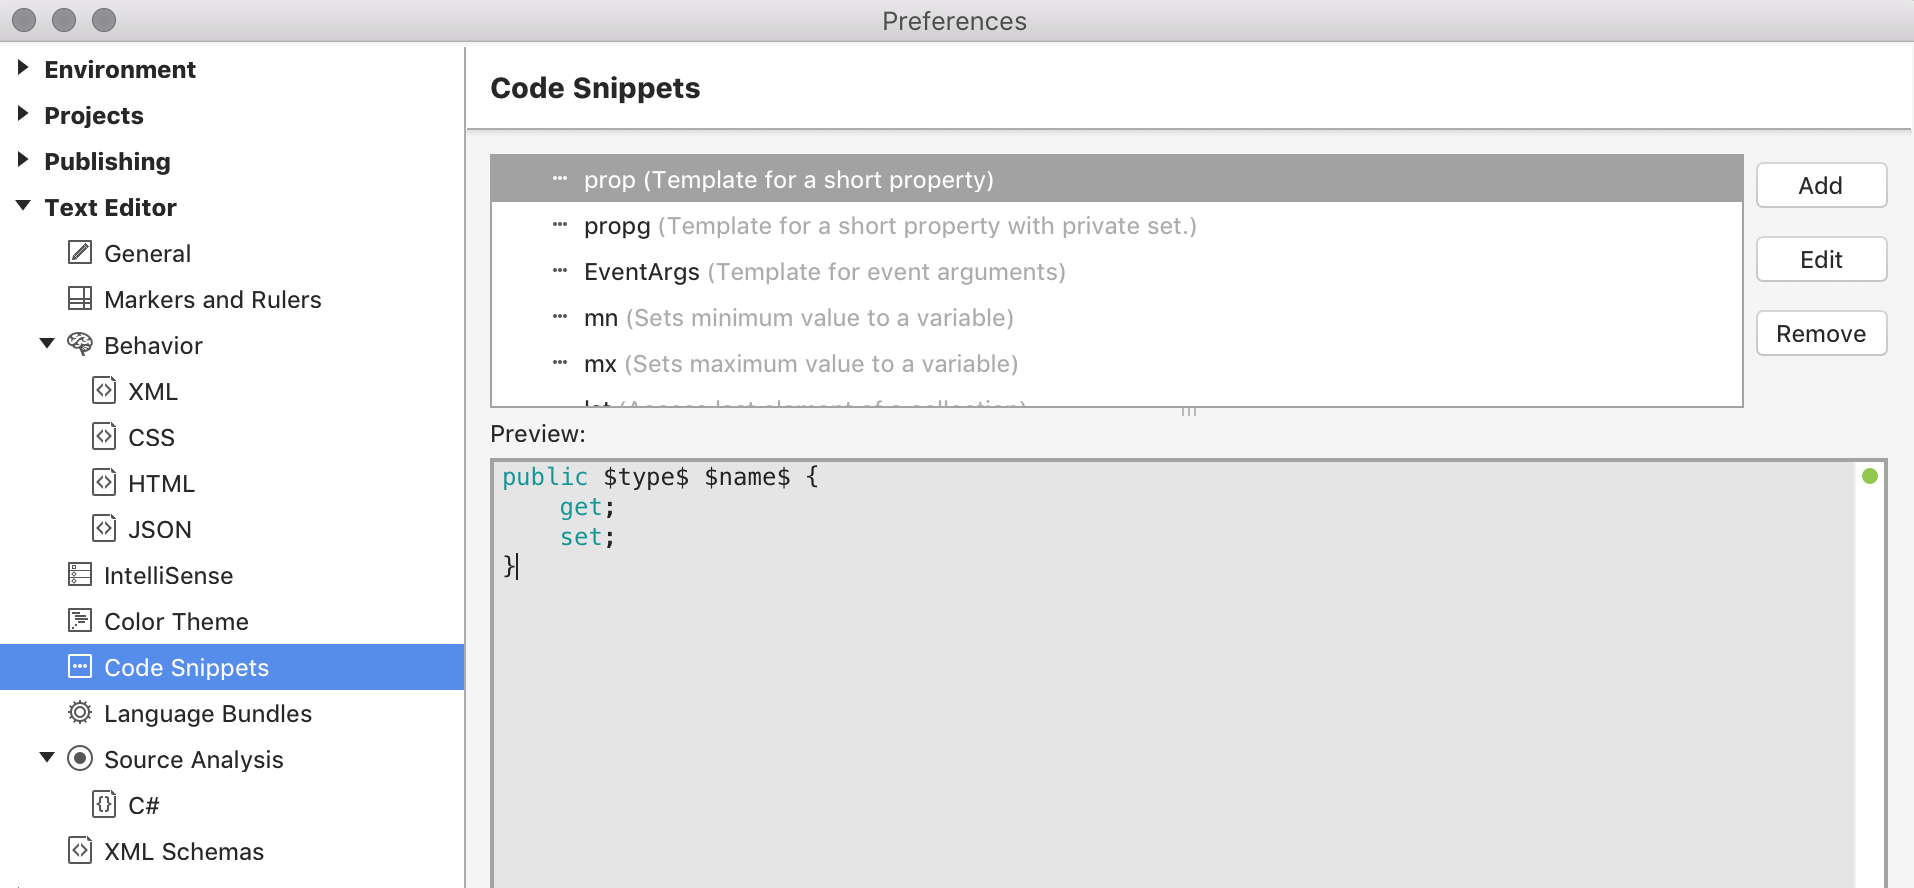 Preferences
Environment
Projects
Publishing
Text Editor
General
Markers and Rulers
Behavior
XML
CSS
HTML
JSON
IntelliSense
Color Theme
Code Snippets
Language Bundles
Source Analysis
C#
XML Schemas
Code Snippets
prop (Template for a short property)
propg (Template for a short property with private set.)
EventArgs (Template for event arguments)
mn (Sets minimum value to a variable)
mx (Sets maximum value to a variable)
Add
Edit
Remove
Preview:
public $type$ $name$ {
    get;
    set;
}